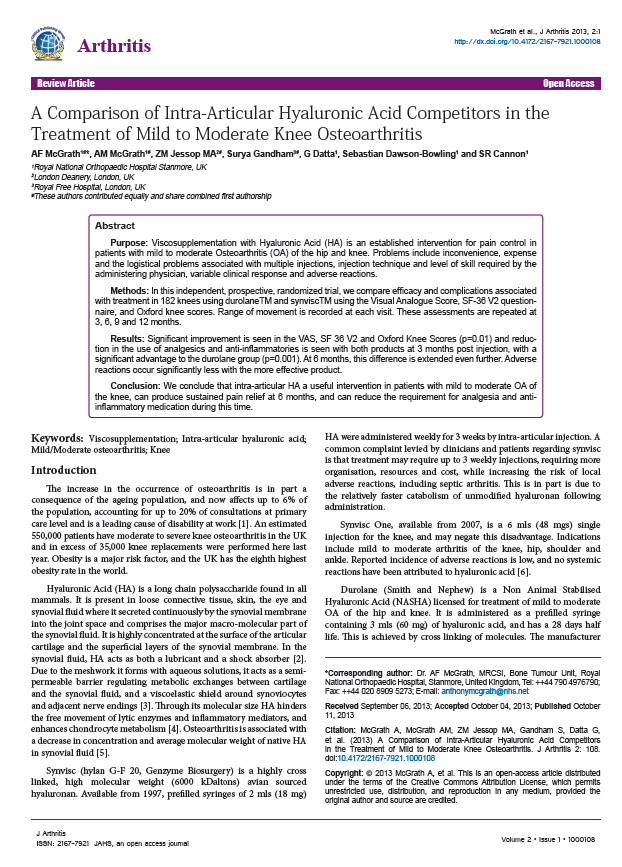 McGrath et al., J Arthritis 2013, 2:1
http://dx.doi.org/10.4172/2167-7921.1000108
Arthritis
Review Article
Open Access
A Comparison of Intra-Articular Hyaluronic Acid Competitors in the
Treatment of Mild to Moderate Knee Osteoarthritis
AF McGrath¹#*, AM McGrath¹#, ZM Jessop MA²#, Surya Gandham³#, G Datta¹, Sebastian Dawson-Bowling¹ and SR Cannon¹
¹Royal National Orthopaedic Hospital Stanmore, UK
²London Deanery, London, UK
³Royal Free Hospital, London, UK
#These authors contributed equally and share combined first authorship
Abstract
Purpose: Viscosupplementation with Hyaluronic Acid (HA) is an established intervention for pain control in
patients with mild to moderate Osteoarthritis (OA) of the hip and knee. Problems include inconvenience, expense
and the logistical problems associated with multiple injections, injection technique and level of skill required by the
administering physician, variable clinical response and adverse reactions.
Methods: In this independent, prospective, randomized trial, we compare efficacy and complications associated
with treatment in 182 knees using durolaneTM and synviscTM using the Visual Analogue Score, SF-36 V2 question-
naire, and Oxford knee scores. Range of movement is recorded at each visit. These assessments are repeated at
3, 6, 9 and 12 months.
Results: Significant improvement is seen in the VAS, SF 36 V2 and Oxford Knee Scores (p=0.01) and reduc-
tion in the use of analgesics and anti-inflammatories is seen with both products at 3 months post injection, with a
significant advantage to the durolane group (p=0.001). At 6 months, this difference is extended even further. Adverse
reactions occur significantly less with the more effective product.
Conclusion: We conclude that intra-articular HA a useful intervention in patients with mild to moderate OA of
the knee, can produce sustained pain relief at 6 months, and can reduce the requirement for analgesia and anti-
inflammatory medication during this time.
Keywords: Viscosupplementation; Intra-articular hyaluronic acid;
Mild/Moderate osteoarthritis; Knee
Introduction
The increase in the occurrence of osteoarthritis is in part a
consequence of the ageing population, and now affects up to 6% of
the population, accounting for up to 20% of consultations at primary
care level and is a leading cause of disability at work [1]. An estimated
550,000 patients have moderate to severe knee osteoarthritis in the UK
and in excess of 35,000 knee replacements were performed here last
year. Obesity is a major risk factor, and the UK has the eighth highest
obesity rate in the world.
Hyaluronic Acid (HA) is a long chain polysaccharide found in all
mammals. It is present in loose connective tissue, skin, the eye and
synovial fluid where it secreted continuously by the synovial membrane
into the joint space and comprises the major macro-molecular part of
the synovial fluid. It is highly concentrated at the surface of the articular
cartilage and the superficial layers of the synovial membrane. In the
synovial fluid, HA acts as both a lubricant and a shock absorber [2].
Due to the meshwork it forms with aqueous solutions, it acts as a semi-
permeable barrier regulating metabolic exchanges between cartilage
and the synovial fluid, and a viscoelastic shield around synoviocytes
and adjacent nerve endings [3]. Through its molecular size HA hinders
the free movement of lytic enzymes and inflammatory mediators, and
enhances chondrocyte metabolism [4]. Osteoarthritis is associated with
a decrease in concentration and average molecular weight of native HA
in synovial fluid [5].
Synvisc (hylan G-F 20, Genzyme Biosurgery) is a highly cross
linked, high molecular weight (6000 kDaltons) avian sourced
hyaluronan. Available from 1997, prefilled syringes of 2 mls (18 mg)
HA were administered weekly for 3 weeks by intra-articular injection. A
common complaint levied by clinicians and patients regarding synvisc
is that treatment may require up to 3 weekly injections, requiring more
organisation, resources and cost, while increasing the risk of local
adverse reactions, including septic arthritis. This is in part is due to
the relatively faster catabolism of unmodified hyaluronan following
administration.
Synvisc One, available from 2007, is a 6 mls (48 mgs) single
injection for the knee, and may negate this disadvantage. Indications
include mild to moderate arthritis of the knee, hip, shoulder and
ankle. Reported incidence of adverse reactions is low, and no systemic
reactions have been attributed to hyaluronic acid [6].
Durolane (Smith and Nephew) is a Non Animal Stabilised
Hyaluronic Acid (NASHA) licensed for treatment of mild to moderate
OA of the hip and knee. It is administered as a prefilled syringe
containing 3 mls (60 mg) of hyaluronic acid, and has a 28 days half
life. This is achieved by cross linking of molecules. The manufacturer
*Corresponding author: Dr. AF McGrath, MRCSI, Bone Tumour Unit, Royal
National Orthopaedic Hospital, Stanmore, United Kingdom, Tel: ++44 790 4976790;
Fax: ++44 020 8909 5273; E-mail: anthonymcgrath@nhs.net
Received September 06, 2013; Accepted October 04, 2013; Published October
11, 2013
Citation: McGrath A, McGrath AM, ZM Jessop MA, Gandham S, Datta G,
et al. (2013) A Comparison of Intra-Articular Hyaluronic Acid Competitors
in the Treatment of Mild to Moderate Knee Osteoarthritis. J Arthritis 2: 108.
doi:10.4172/2167-7921.1000108
Copyright: © 2013 McGrath A, et al. This is an open-access article distributed
under the terms of the Creative Commons Attribution License, which permits
unrestricted use, distribution, and reproduction in any medium, provided the
original author and source are credited.
J Arthritis
ISSN: 2167-7921 JAHS, an open access journal
Volume 2 • Issue 1 • 1000108